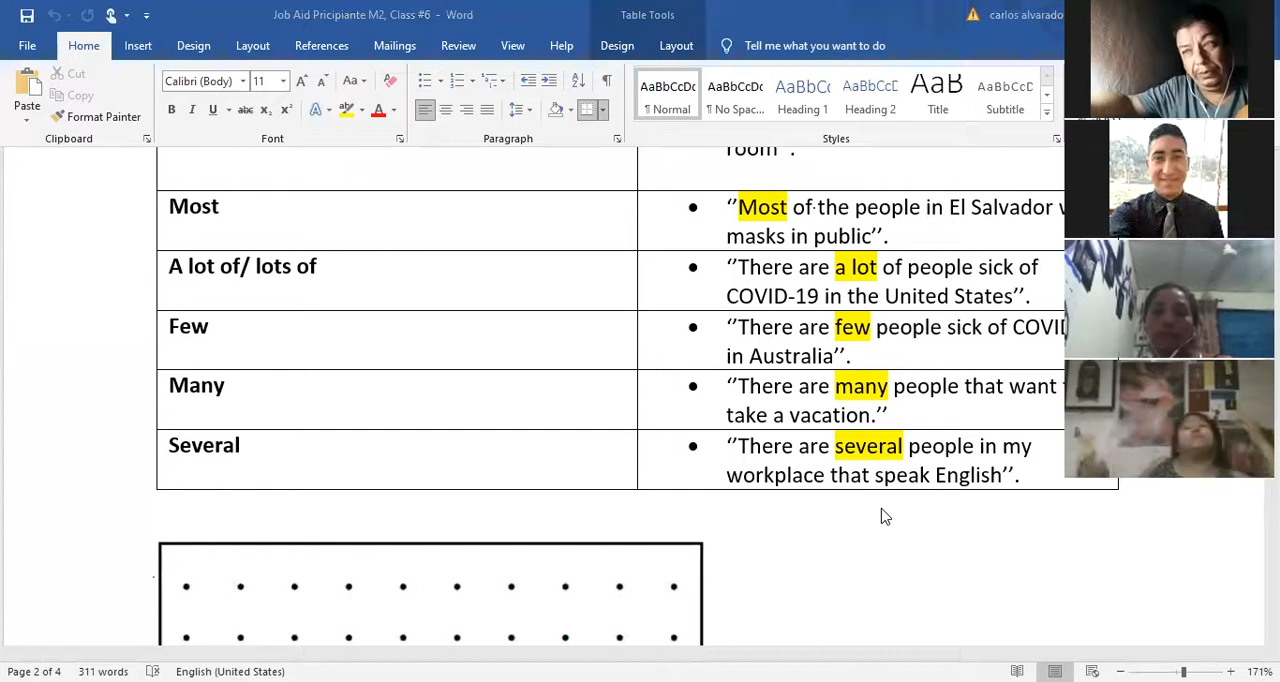 Job Aid Pricipiante M2, Class #6 - Word
Table Tools
carlos alvarado
File Home Insert Design Layout References Mailings Review View Help Design Layout Tell me what you want to do
Paste
Cut
Copy
Format Painter
Clipboard
Calibri (Body) 11
Font
Paragraph
AaBbCcDc AaBbCcDc AaBbCc AaBbCcC AaB AaBbCcC
¶ Normal ¶ No Spac... Heading 1 Heading 2 Title Subtitle
Styles
room”.
Most
• ‘’Most of the people in El Salvador
masks in public’’.
A lot of/ lots of
• ‘’There are a lot of people sick of
COVID-19 in the United States’’.
Few
• ‘’There are few people sick of
in Australia’’.
Many
• ‘’There are many people that want
take a vacation.’’
Several
• ‘’There are several people in my
workplace that speak English’’.
Page 2 of 4 311 words English (United States) 171%